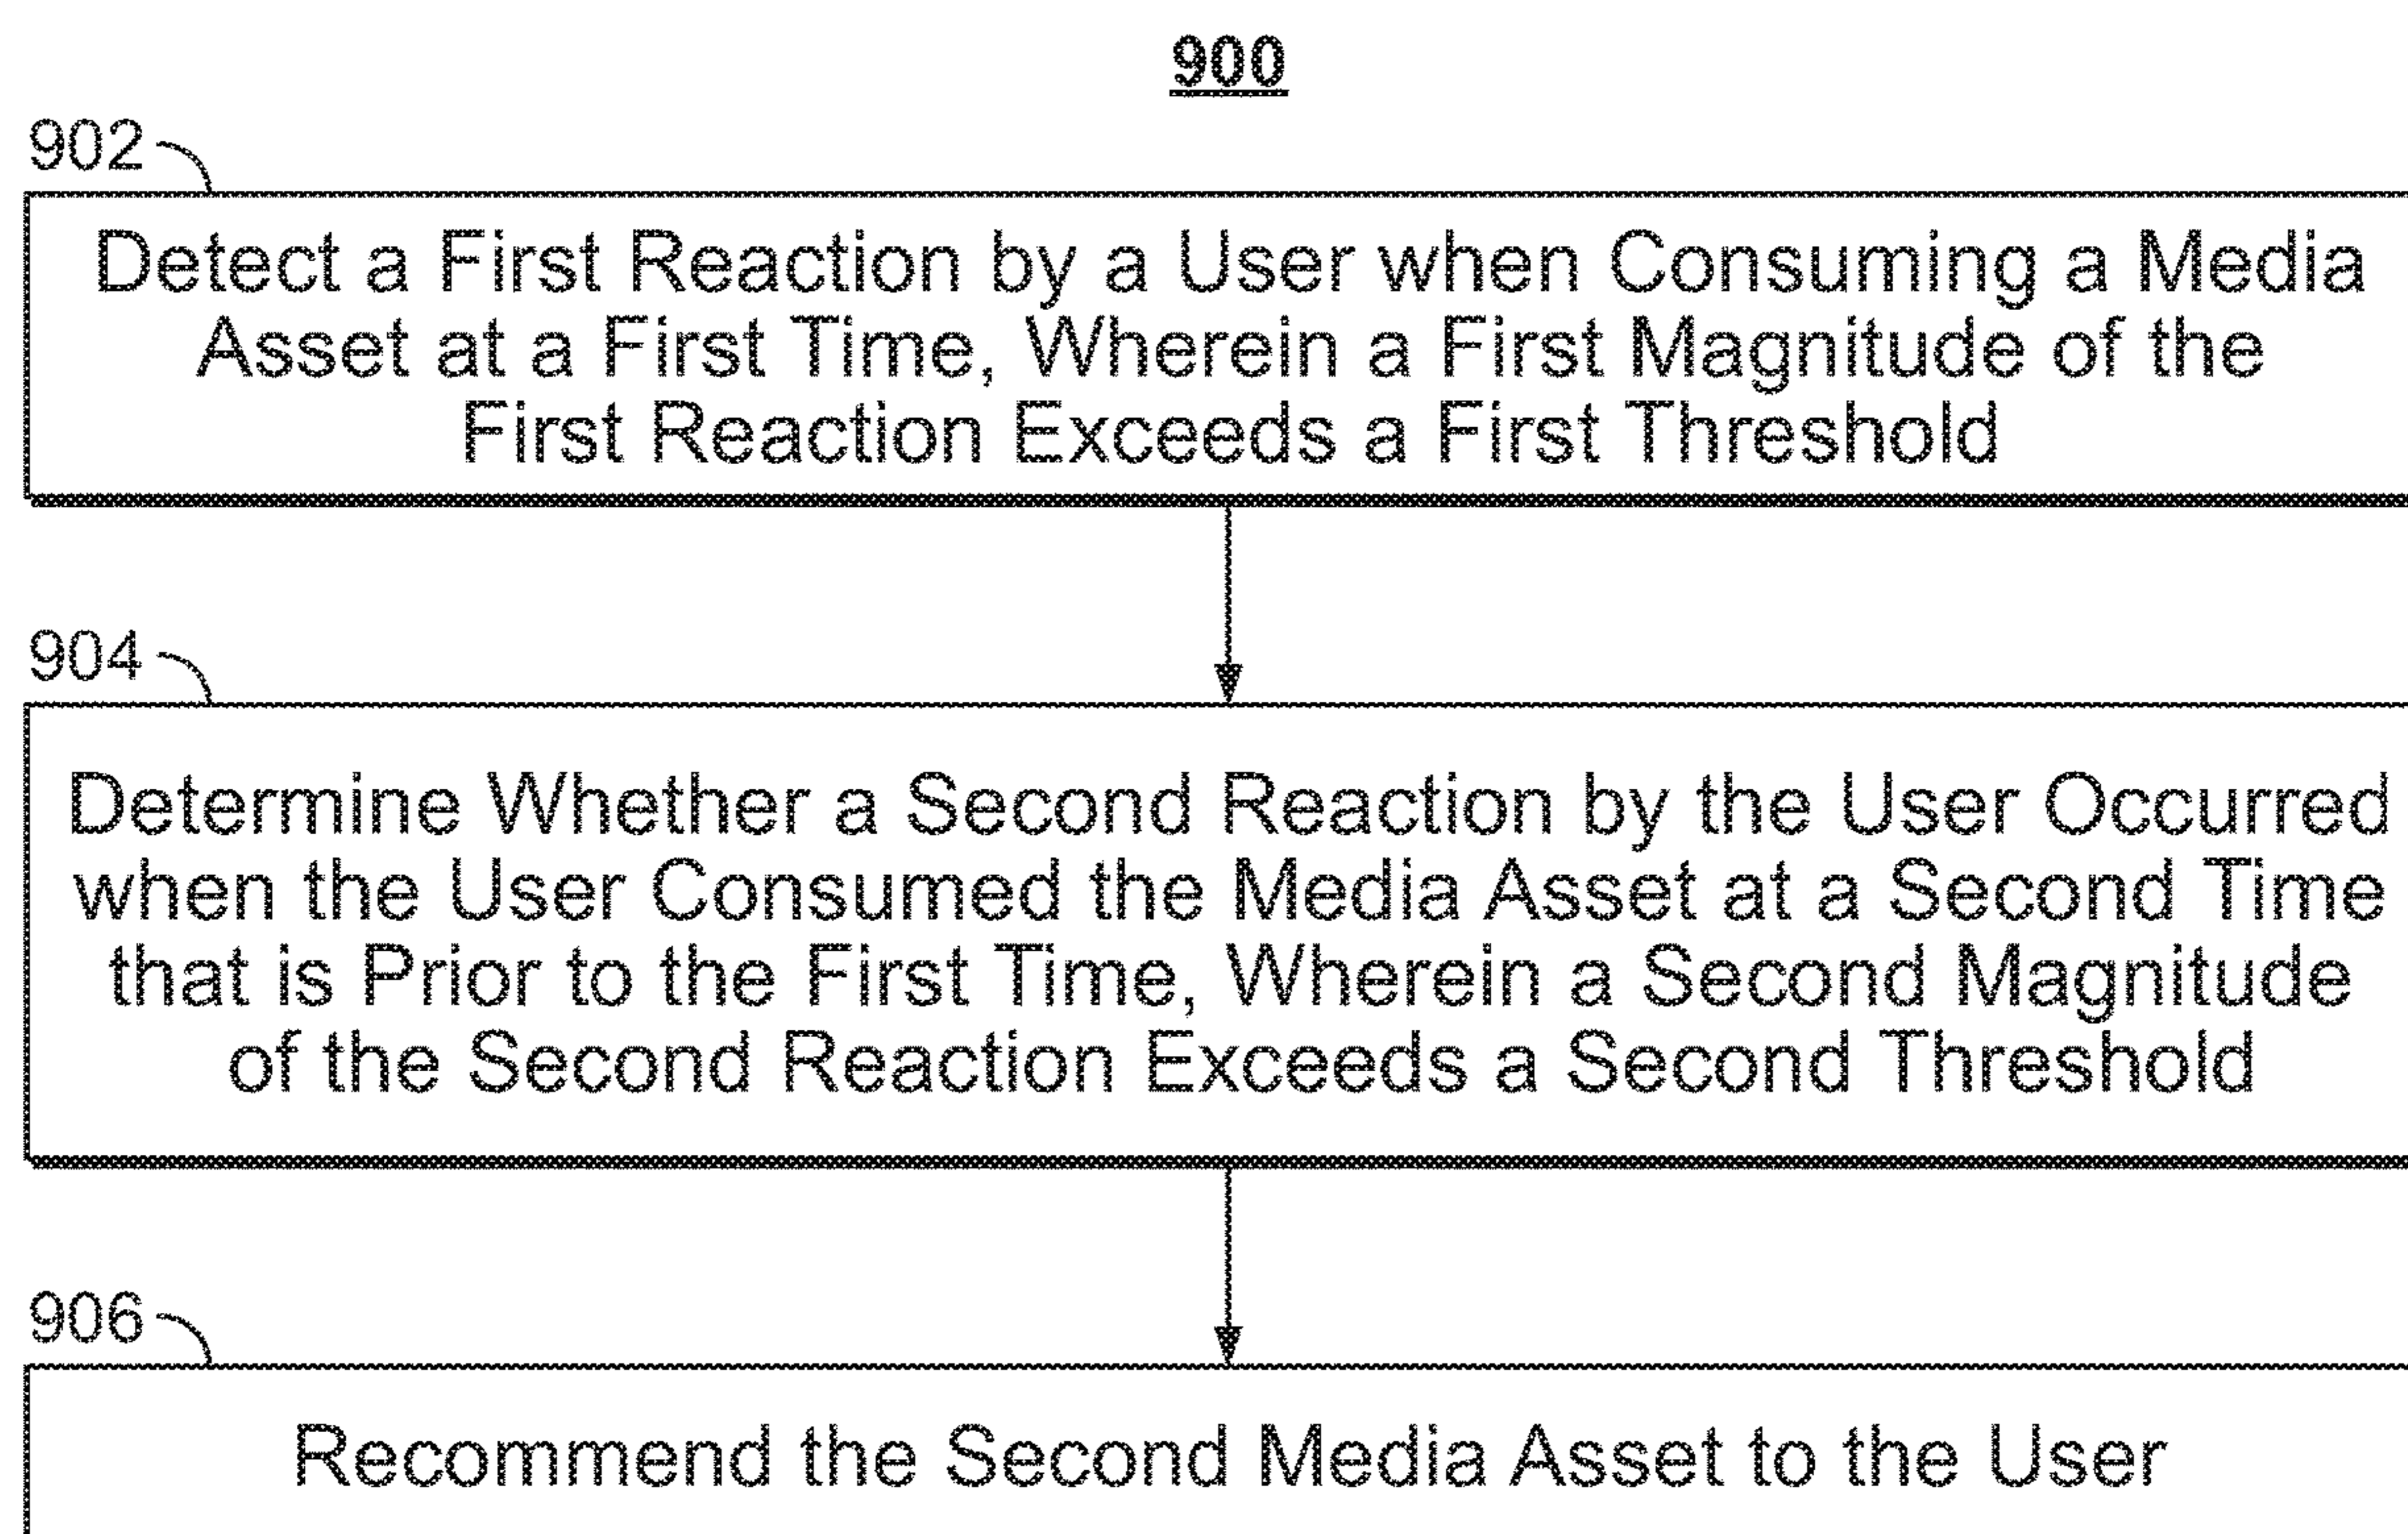 900
902
Detect a First Reaction by a User when Consuming a Media
Asset at a First Time, Wherein a First Magnitude of the
First Reaction Exceeds a First Threshold
904
Determine Whether a Second Reaction by the User Occurred
when the User Consumed the Media Asset at a Second Time
that is Prior to the First Time, Wherein a Second Magnitude
of the Second Reaction Exceeds a Second Threshold
906
Recommend the Second Media Asset to the User